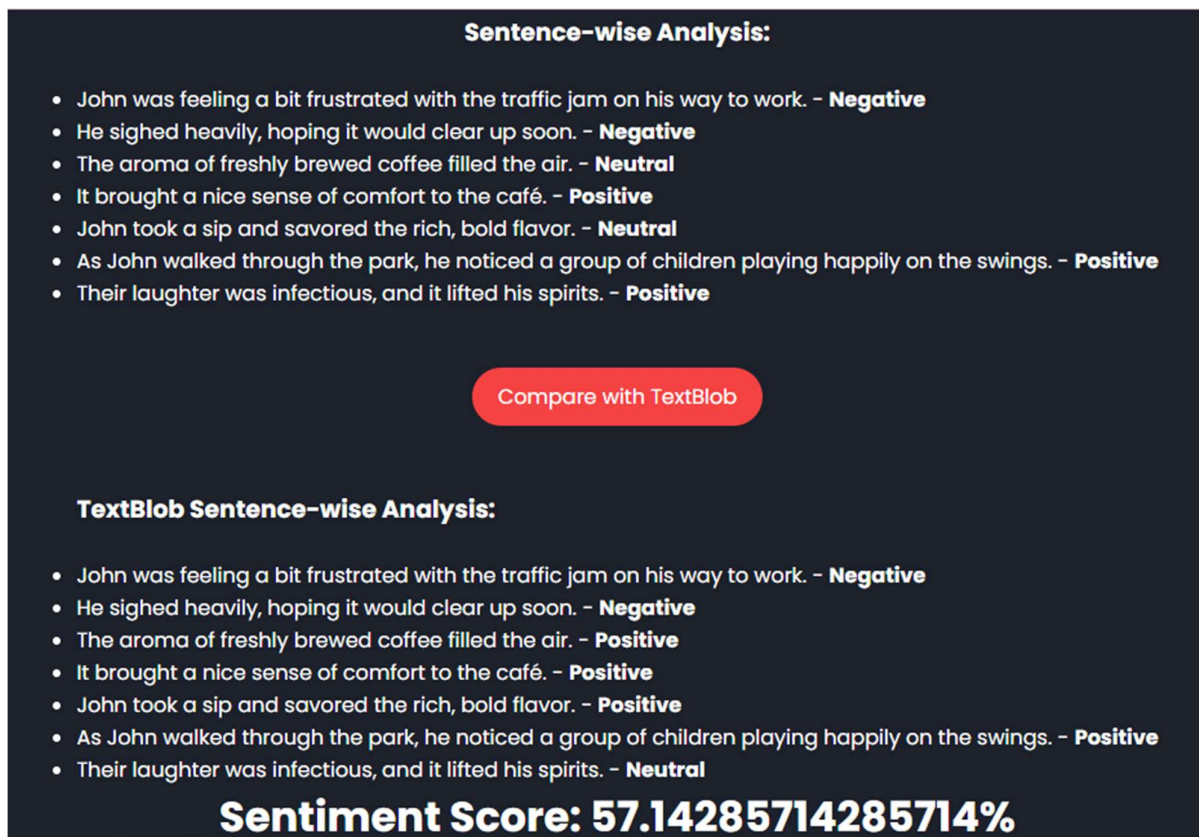 Sentence-wise Analysis:
• John was feeling a bit frustrated with the traffic jam on his way to work. - Negative
• He sighed heavily, hoping it would clear up soon. - Negative
• The aroma of freshly brewed coffee filled the air. - Neutral
• It brought a nice sense of comfort to the café. - Positive
• John took a sip and savored the rich, bold flavor. - Neutral
• As John walked through the park, he noticed a group of children playing happily on the swings. - Positive
• Their laughter was infectious, and it lifted his spirits. - Positive
Compare with TextBlob
TextBlob Sentence-wise Analysis:
• John was feeling a bit frustrated with the traffic jam on his way to work. - Negative
• He sighed heavily, hoping it would clear up soon. - Negative
• The aroma of freshly brewed coffee filled the air. - Positive
• It brought a nice sense of comfort to the café. - Positive
• John took a sip and savored the rich, bold flavor. - Positive
• As John walked through the park, he noticed a group of children playing happily on the swings. - Positive
• Their laughter was infectious, and it lifted his spirits. - Neutral
Sentiment Score: 57.14285714285714%